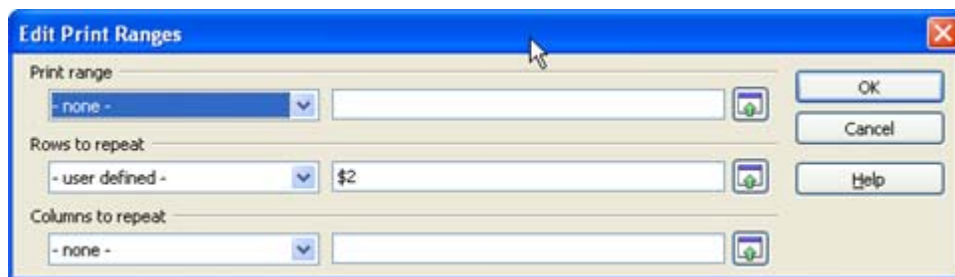 Edit Print Ranges
Print range
- none -
OK
Cancel
Rows to repeat
- user defined -
$2
Help
Columns to repeat
- none -